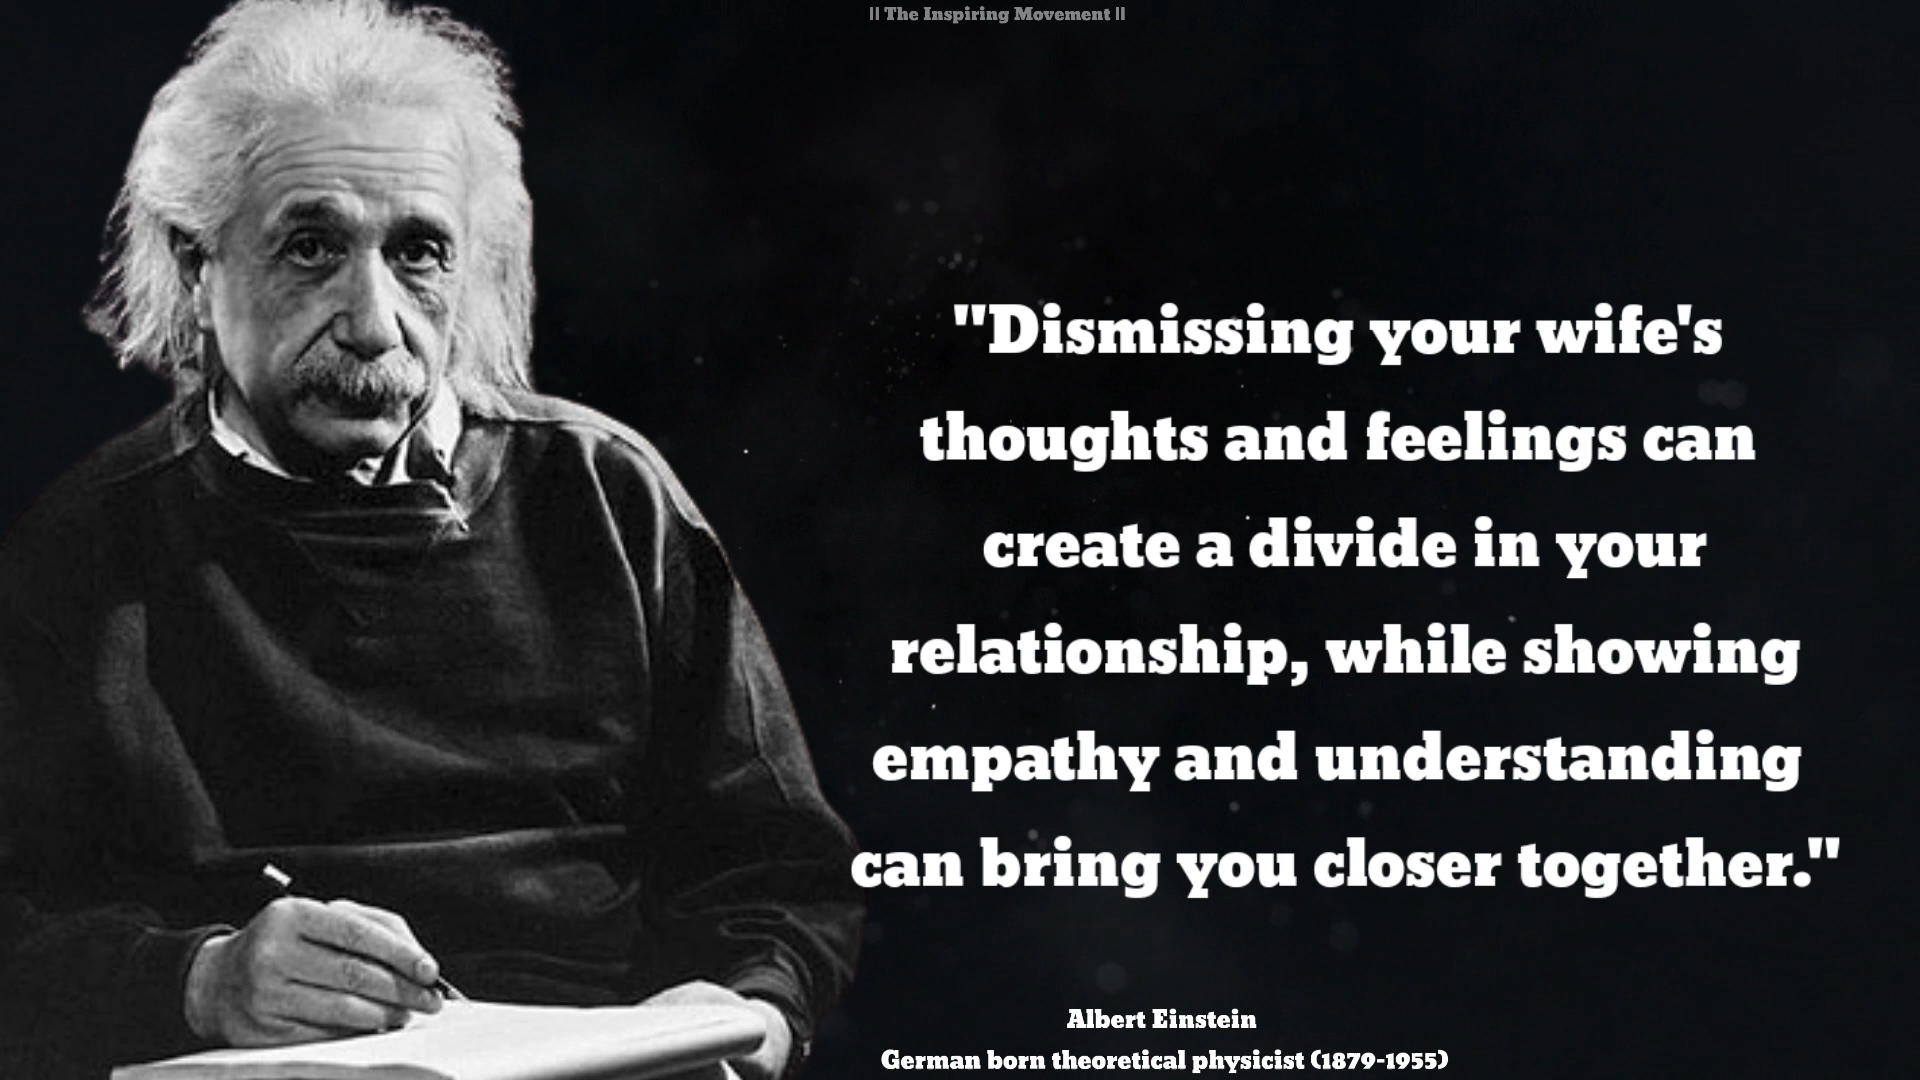 || The Inspiring Movement ||
"Dismissing your wife's
thoughts and feelings can
create a divide in your
relationship, while showing
empathy and understanding
can bring you closer together."
Albert Einstein
German born theoretical physicist (1879-1955)